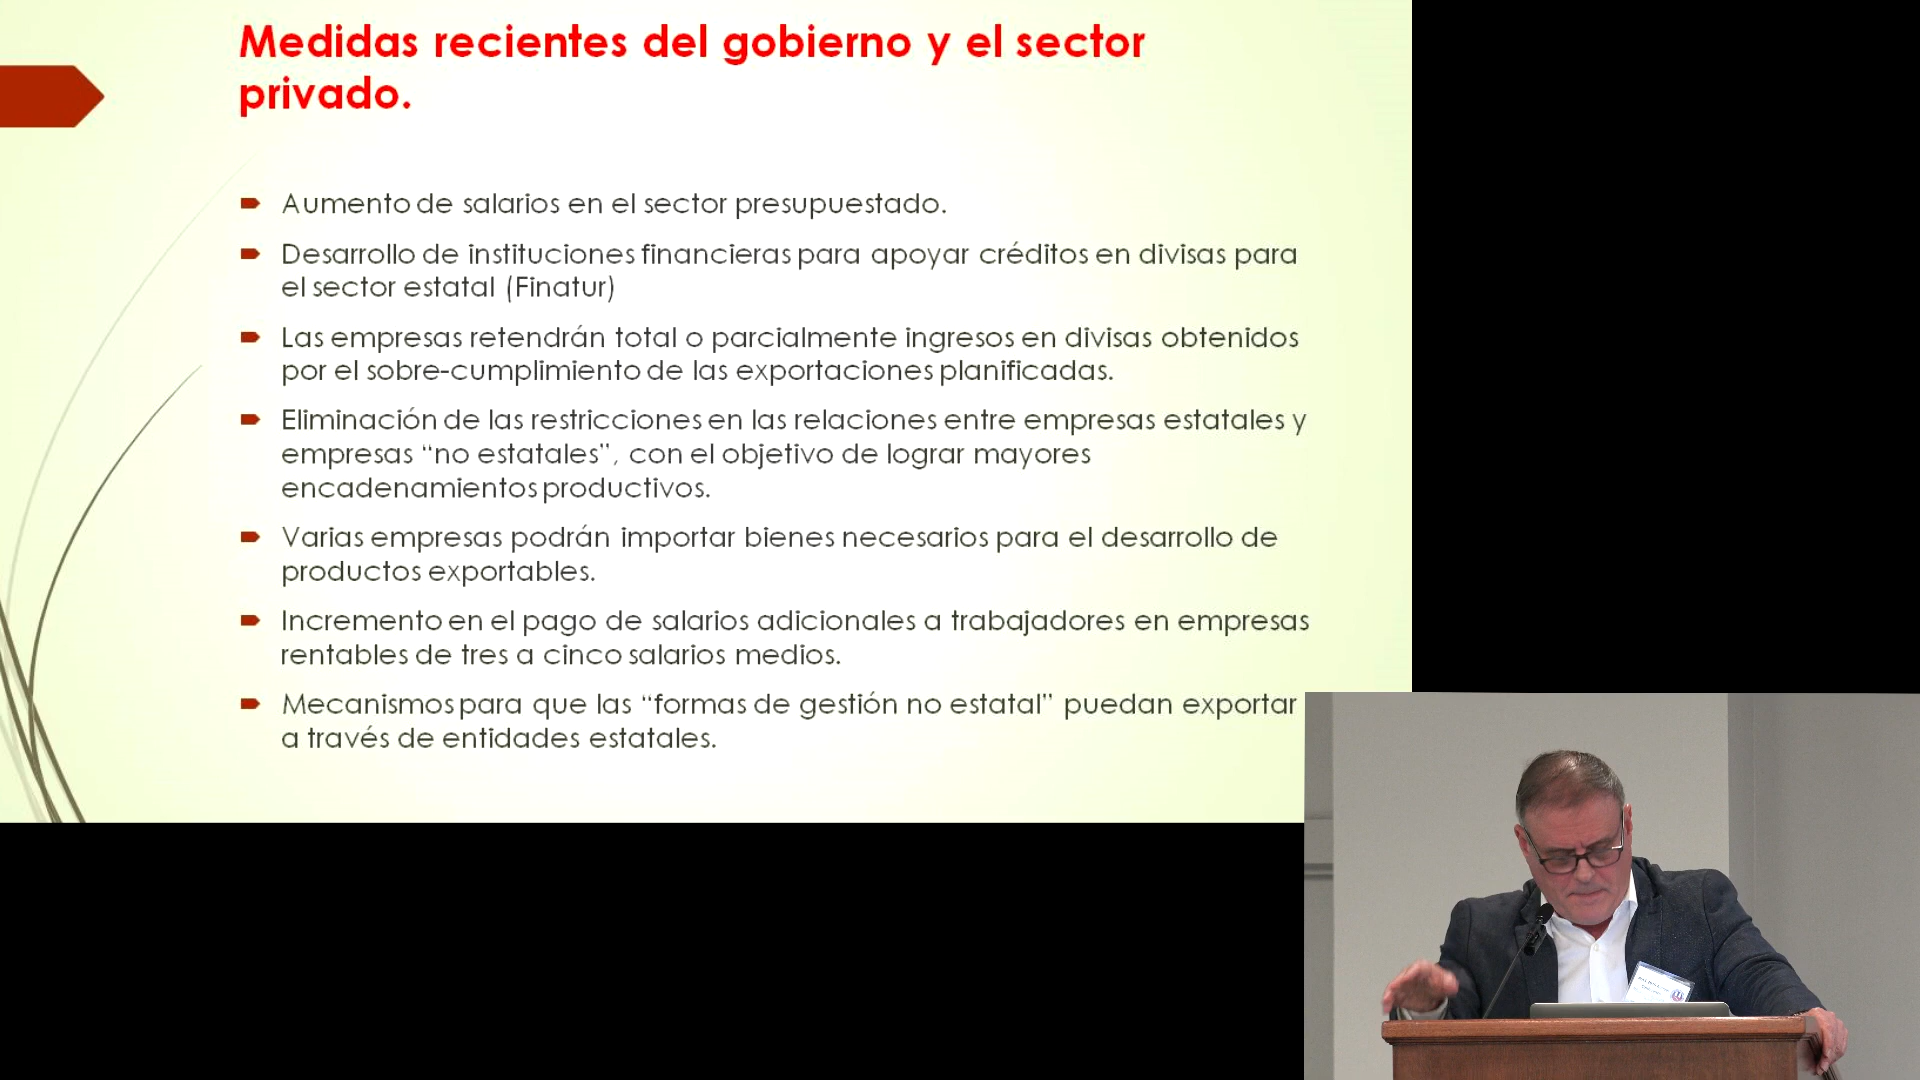 Medidas recientes del gobierno y el sector
privado.
Aumento de salarios en el sector presupuestado.
Desarrollo de instituciones financieras para apoyar créditos en divisas para
el sector estatal (Finatur)
Las empresas retendrán total o parcialmente ingresos en divisas obtenidos
por el sobre-cumplimiento de las exportaciones planificadas.
Eliminación de las restricciones en las relaciones entre empresas estatales y
empresas “no estatales”, con el objetivo de lograr mayores
encadenamientos productivos.
Varias empresas podrán importar bienes necesarios para el desarrollo de
productos exportables.
Incremento en el pago de salarios adicionales a trabajadores en empresas
rentables de tres a cinco salarios medios.
Mecanismos para que las “formas de gestión no estatal” puedan exportar
a través de entidades estatales.